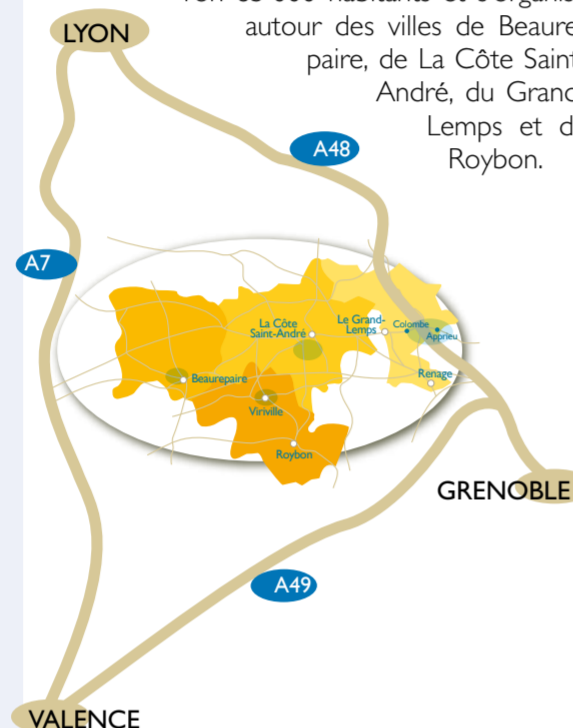 autour des villes de Beaure
paire, de La Côte Saint
André, du Grand
Lemps et d
Roybon.
LYON
A48
A7
La Côte
Saint-André
Le Grand-
Lemps
Colombe
Apprieu
Beaurepaire
Renage
Viriville
Roybon
GRENOBLE
A49
VALENCE